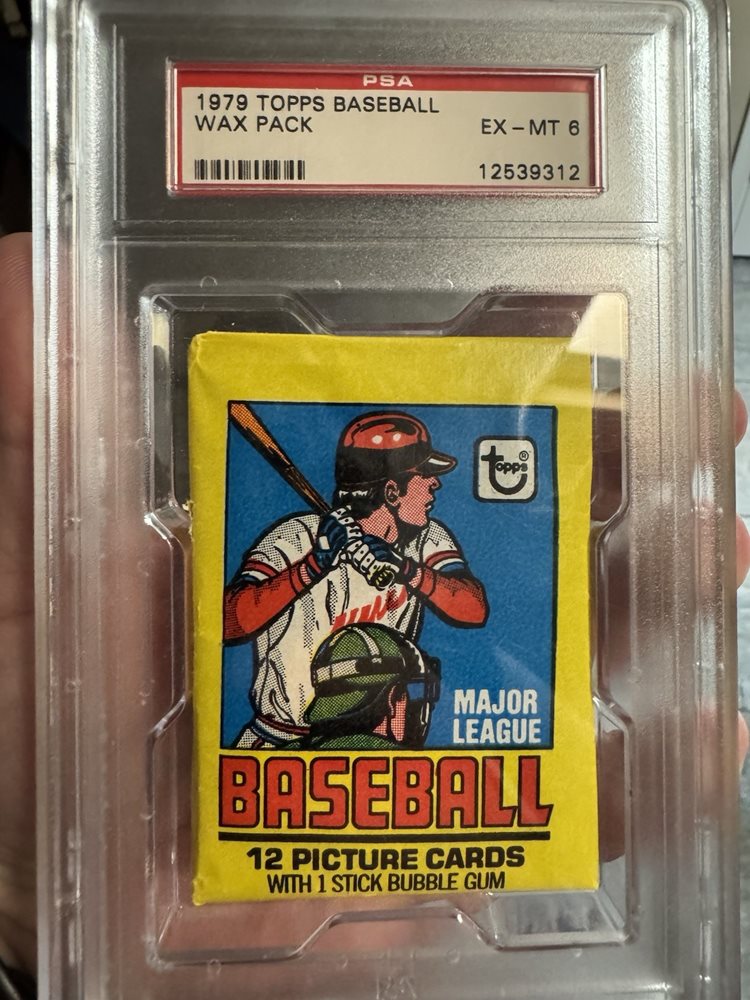 PSA
1979 TOPPS BASEBALL
WAX PACK
EX - MT 6
12539312
topps®
MAJOR
LEAGUE
BASEBALL
12 PICTURE CARDS
WITH 1 STICK BUBBLE GUM